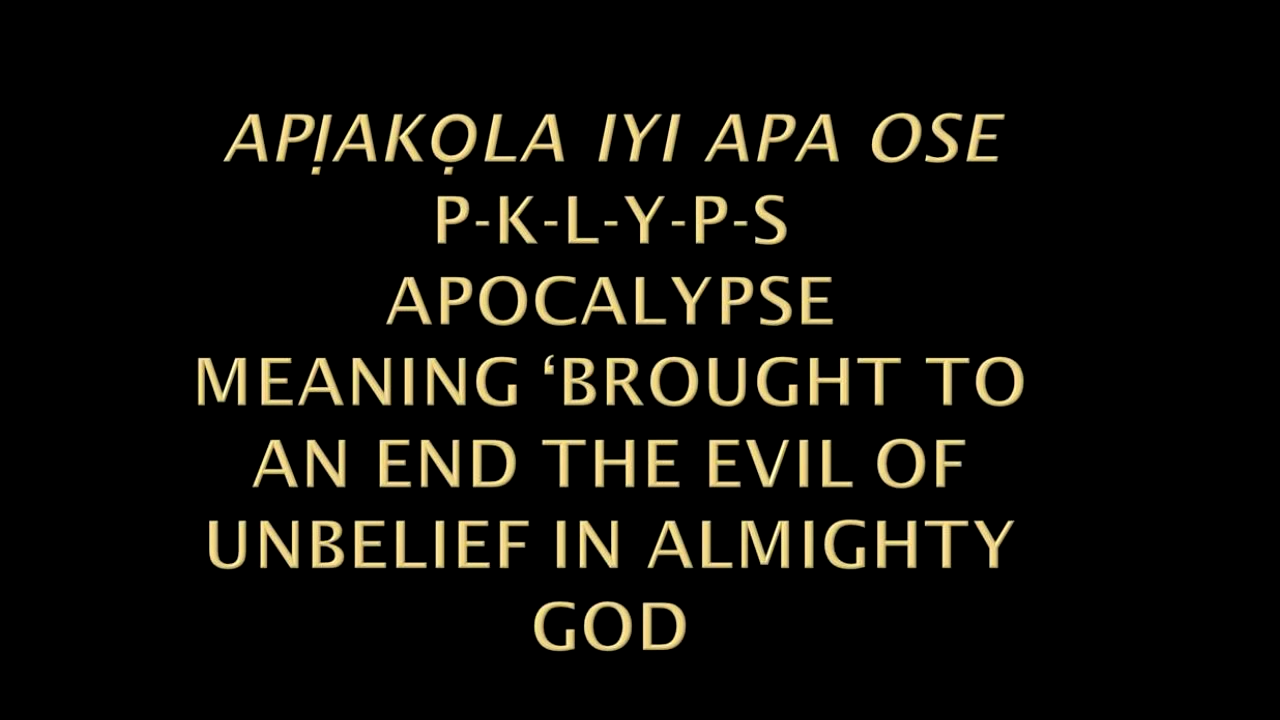 APỊAKỌLA IYI APA OSE
P-K-L-Y-P-S
APOCALYPSE
MEANING ‘BROUGHT TO
AN END THE EVIL OF
UNBELIEF IN ALMIGHTY
GOD